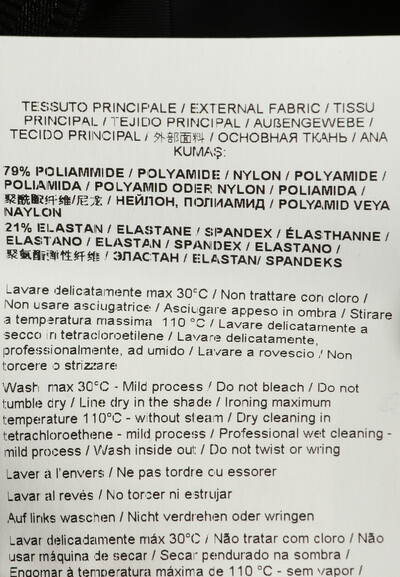 TESSUTO PRINCIPALE / EXTERNAL FABRIC / TISSU
PRINCIPAL / TEJIDO PRINCIPAL / AUßENGEWEBE /
TECIDO PRINCIPAL / 外部面料 / ОСНОВНАЯ ТКАНЬ / ANA
KUMAŞ:
79% POLIAMMIDE / POLYAMIDE / NYLON / POLYAMIDE /
POLIAMIDA / POLYAMID ODER NYLON / POLIAMIDA /
聚酰胺纤维/尼龙 / НЕЙЛОН, ПОЛИАМИД / POLYAMID VEYA
NAYLON
21% ELASTAN / ELASTANE / SPANDEX / ÉLASTHANNE /
ELASTANO / ELASTAN / SPANDEX / ELASTANO /
聚氨酯弹性纤维 / ЭЛАСТАН / ELASTAN/ SPANDEKS
Lavare delicatamente max 30°C / Non trattare con cloro /
Non usare asciugatrice / Asciugare appeso in ombra / Stirare
a temperatura massima 110 °C / Lavare delicatamente a
secco in tetracloroetilene / Lavare delicatamente,
professionalmente, ad umido / Lavare a rovescio / Non
torcere o strizzare
Wash max 30°C - Mild process / Do not bleach / Do not
tumble dry / Line dry in the shade / Ironing maximum
temperature 110°C - without steam / Dry cleaning in
tetrachloroethene - mild process / Professional wet cleaning -
mild process / Wash inside out / Do not twist or wring
Laver à l'envers / Ne pas tordre cu essorer
Lavar al revés / No torcer ni estrujar
Auf links waschen / Nicht verdrehen oder wringen
Lavar delicadamente máx 30°C / Não tratar com cloro / Não
usar máquina de secar / Secar pendurado na sombra /
Engomar à temperatura máxima de 110 °C - sem vapor /